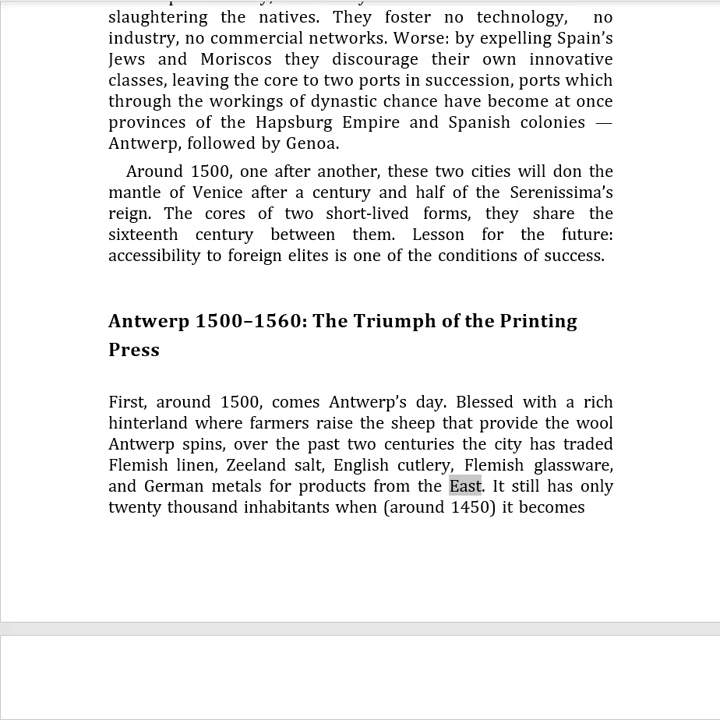 slaughtering the natives. They foster no technology, no
industry, no commercial networks. Worse: by expelling Spain’s
Jews and Moriscos they discourage their own innovative
classes, leaving the core to two ports in succession, ports which
through the workings of dynastic chance have become at once
provinces of the Hapsburg Empire and Spanish colonies —
Antwerp, followed by Genoa.
Around 1500, one after another, these two cities will don the
mantle of Venice after a century and half of the Serenissima’s
reign. The cores of two short-lived forms, they share the
sixteenth century between them. Lesson for the future:
accessibility to foreign elites is one of the conditions of success.
Antwerp 1500–1560: The Triumph of the Printing
Press
First, around 1500, comes Antwerp’s day. Blessed with a rich
hinterland where farmers raise the sheep that provide the wool
Antwerp spins, over the past two centuries the city has traded
Flemish linen, Zeeland salt, English cutlery, Flemish glassware,
and German metals for products from the East. It still has only
twenty thousand inhabitants when (around 1450) it becomes